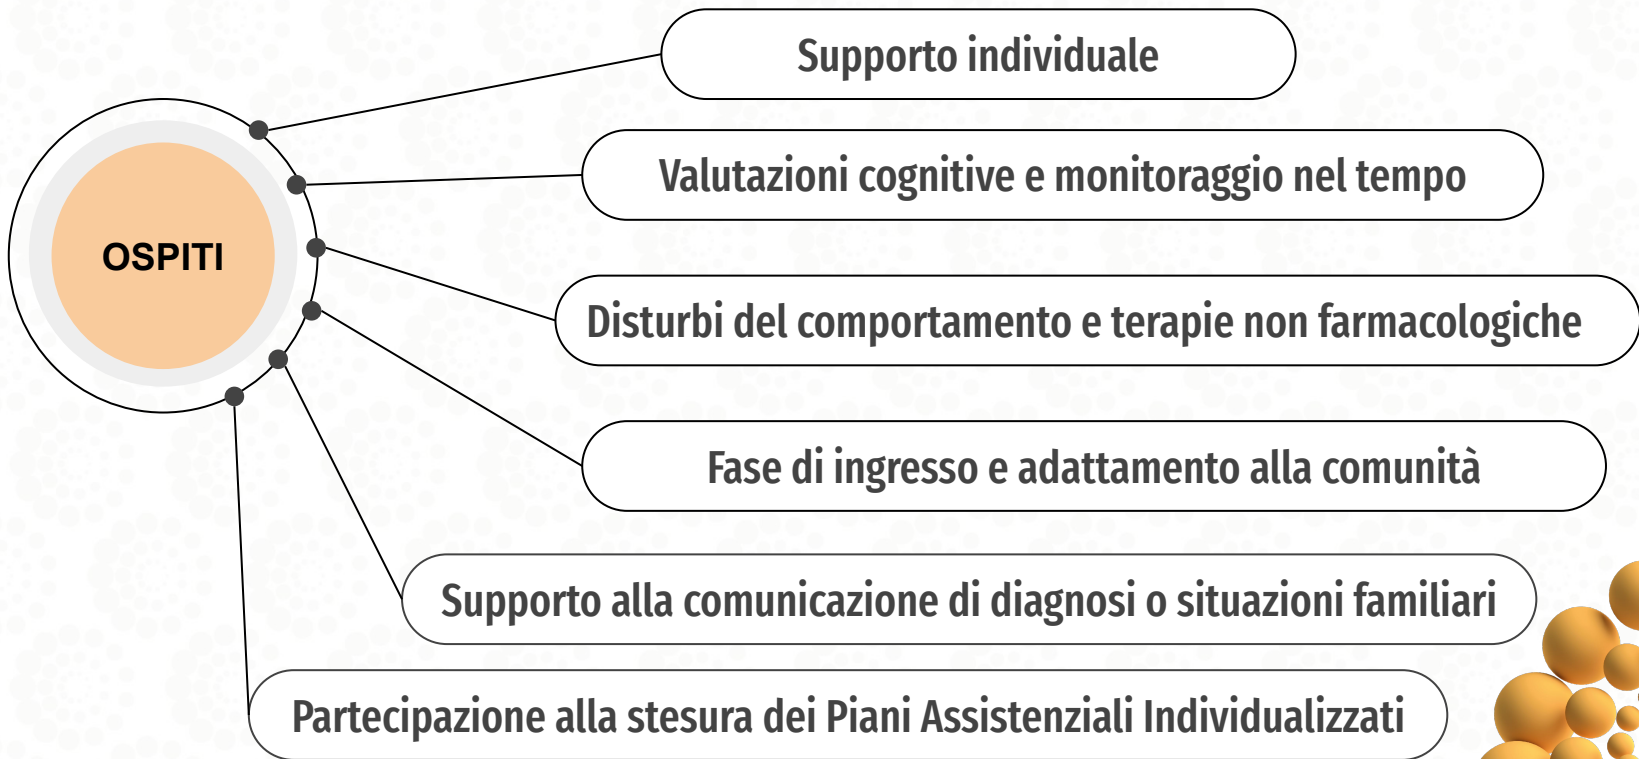 OSPITI
Supporto individuale
Valutazioni cognitive e monitoraggio nel tempo
Disturbi del comportamento e terapie non farmacologiche
Fase di ingresso e adattamento alla comunità
Supporto alla comunicazione di diagnosi o situazioni familiari
Partecipazione alla stesura dei Piani Assistenziali Individualizzati